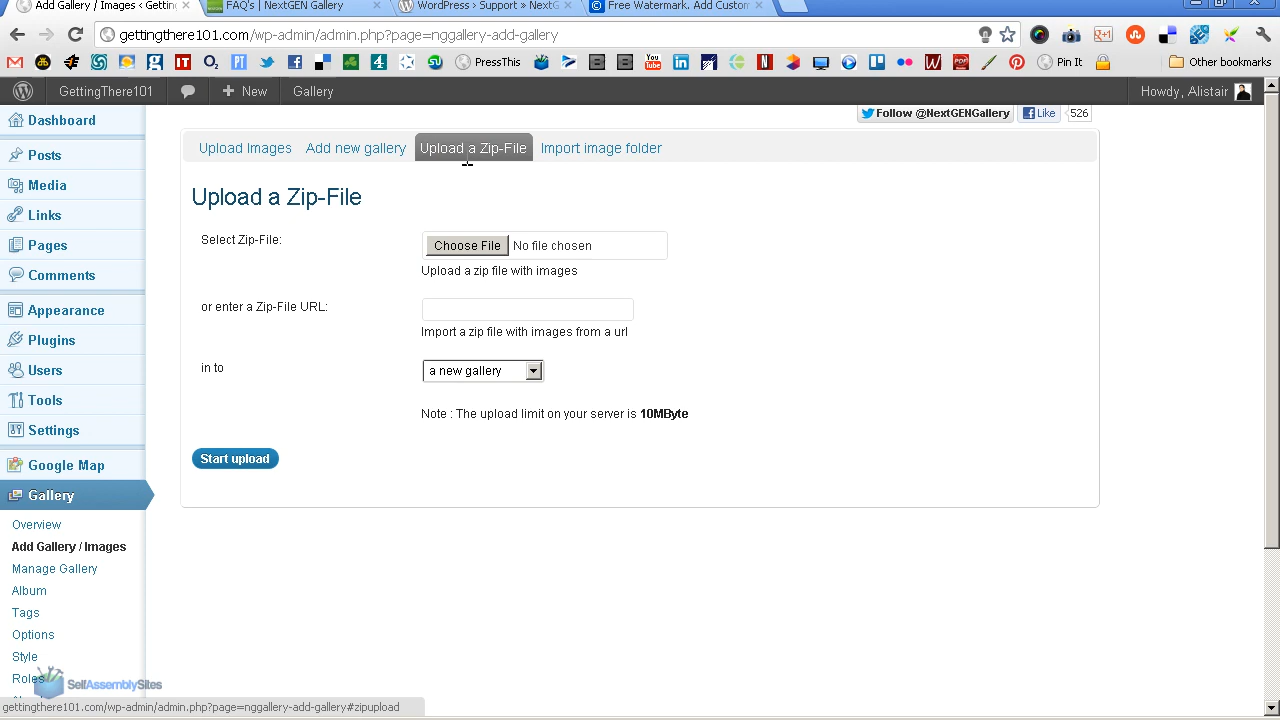 Add Gallery / Images ‹ Getting
FAQ's | NextGEN Gallery
WordPress › Support » NextG
Free Watermark. Add Custom
gettingthere101.com/wp-admin/admin.php?page=nggallery-add-gallery
PressThis
Pin It
Other bookmarks
GettingThere101
+ New
Gallery
Howdy, Alistair
Follow @NextGENGallery
Like
526
Dashboard
Posts
Media
Links
Pages
Comments
Appearance
Plugins
Users
Tools
Settings
Google Map
Gallery
Overview
Add Gallery / Images
Manage Gallery
Album
Tags
Options
Style
Roles
Upload Images
Add new gallery
Upload a Zip-File
Import image folder
Upload a Zip-File
Select Zip-File:
Choose File No file chosen
Upload a zip file with images
or enter a Zip-File URL:
Import a zip file with images from a url
in to
a new gallery
Note : The upload limit on your server is 10MByte
Start upload
SelfAssemblySites
gettingthere101.com/wp-admin/admin.php?page=nggallery-add-gallery#zipupload